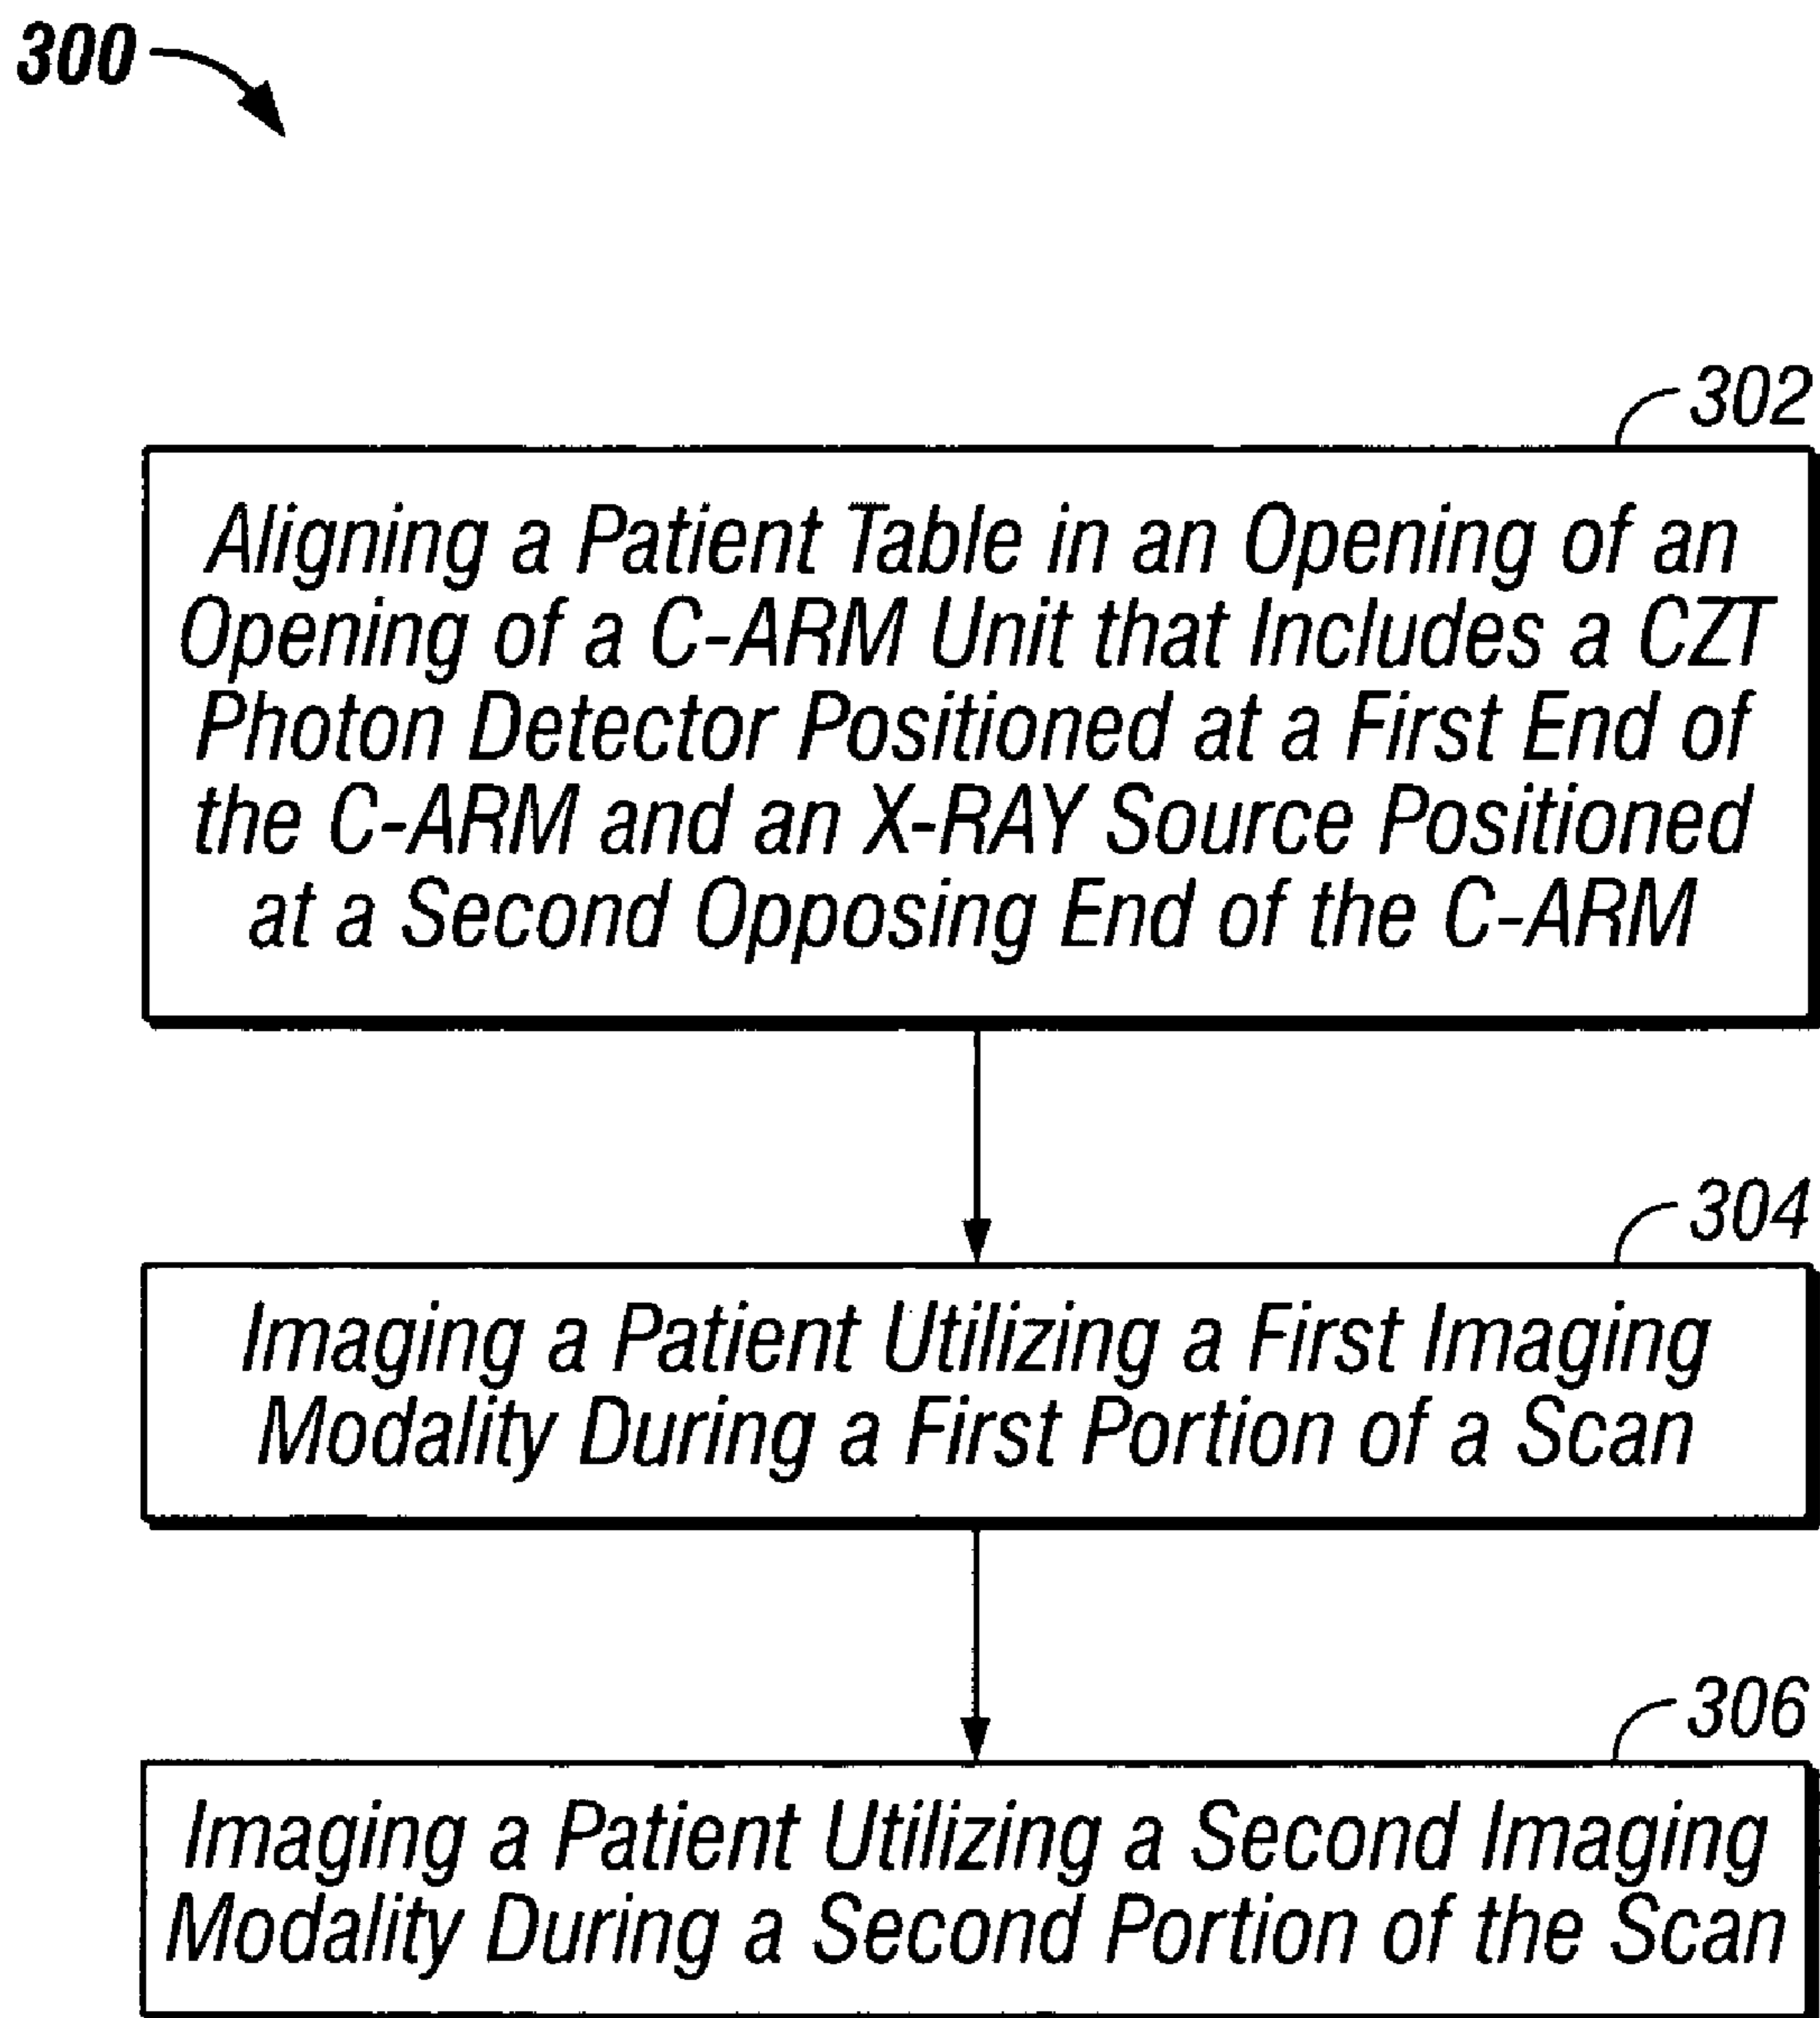 300
302
Aligning a Patient Table in an Opening of an
Opening of a C-ARM Unit that Includes a CZT
Photon Detector Positioned at a First End of
the C-ARM and an X-RAY Source Positioned
at a Second Opposing End of the C-ARM
304
Imaging a Patient Utilizing a First Imaging
Modality During a First Portion of a Scan
306
Imaging a Patient Utilizing a Second Imaging
Modality During a Second Portion of the Scan